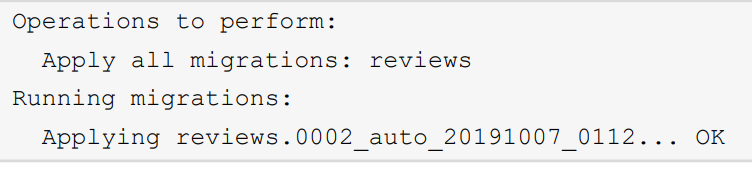 Operations to perform:
  Apply all migrations: reviews
Running migrations:
  Applying reviews.0002_auto_20191007_0112... OK